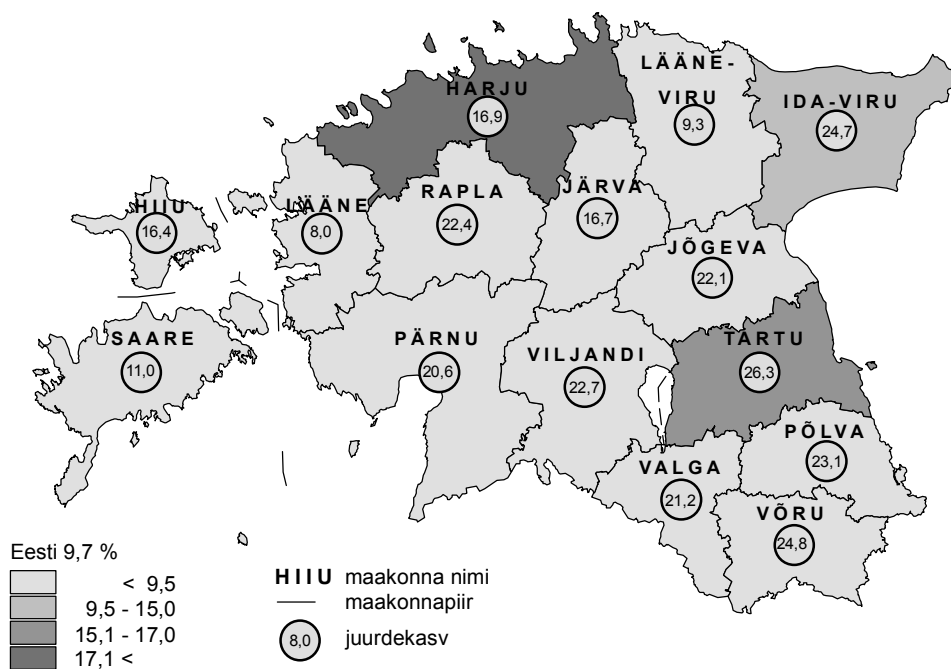 LÄÄNE-
HARJU
16,9
VIRU
9,3
IDA-VIRU
24,7
HIIU
16,4
LÄÄNE
8,0
RAPLA
22,4
JÄRVA
16,7
JÕGEVA
22,1
SAARE
11,0
PÄRNU
20,6
VILJANDI
22,7
TARTU
26,3
PÕLVA
23,1
VALGA
21,2
VÕRU
24,8
Eesti 9,7 %
< 9,5
9,5 - 15,0
15,1 - 17,0
17,1 <
HIIU maakonna nimi
maakonnapiir
8,0 juurdekasv